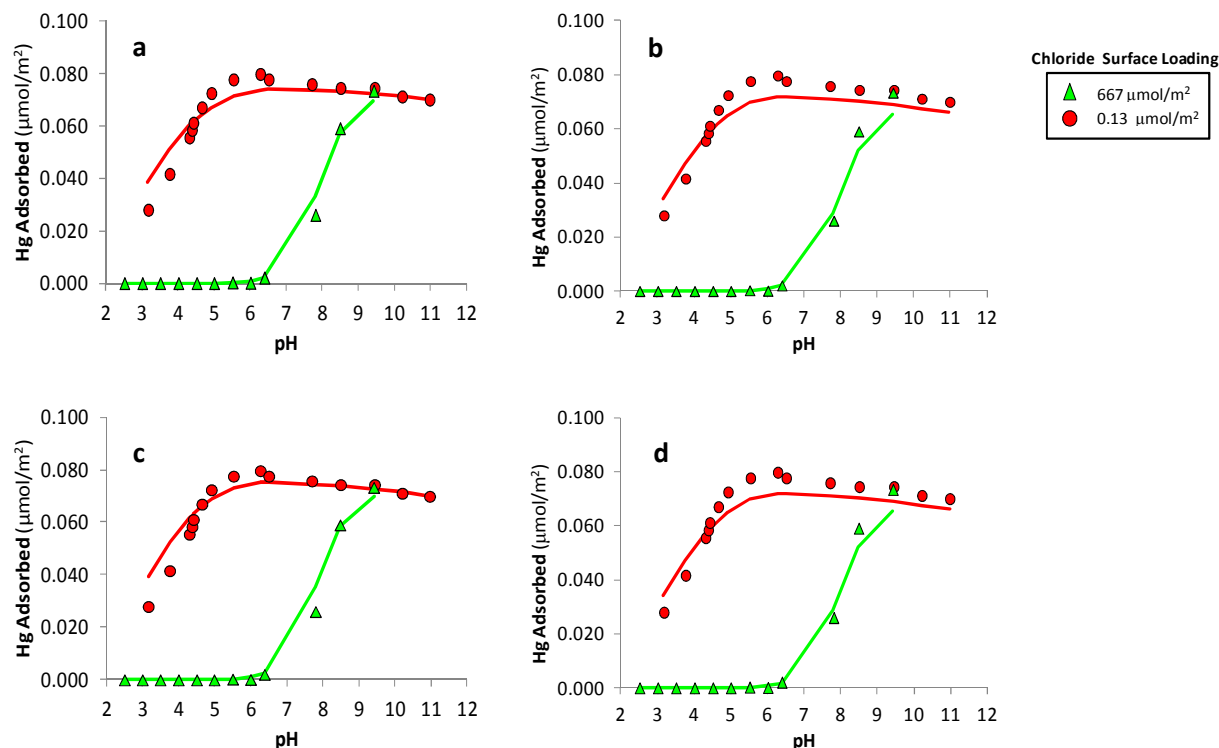 a
Hg Adsorbed (µmol/m²)
0.100
0.080
0.060
0.040
0.020
0.000
2 3 4 5 6 7 8 9 10 11 12
pH
b
Hg Adsorbed (µmol/m²)
0.100
0.080
0.060
0.040
0.020
0.000
2 3 4 5 6 7 8 9 10 11 12
pH
Chloride Surface Loading
667 µmol/m²
0.13 µmol/m²
c
Hg Adsorbed (µmol/m²)
0.100
0.080
0.060
0.040
0.020
0.000
2 3 4 5 6 7 8 9 10 11 12
pH
d
Hg Adsorbed (µmol/m²)
0.100
0.080
0.060
0.040
0.020
0.000
2 3 4 5 6 7 8 9 10 11 12
pH